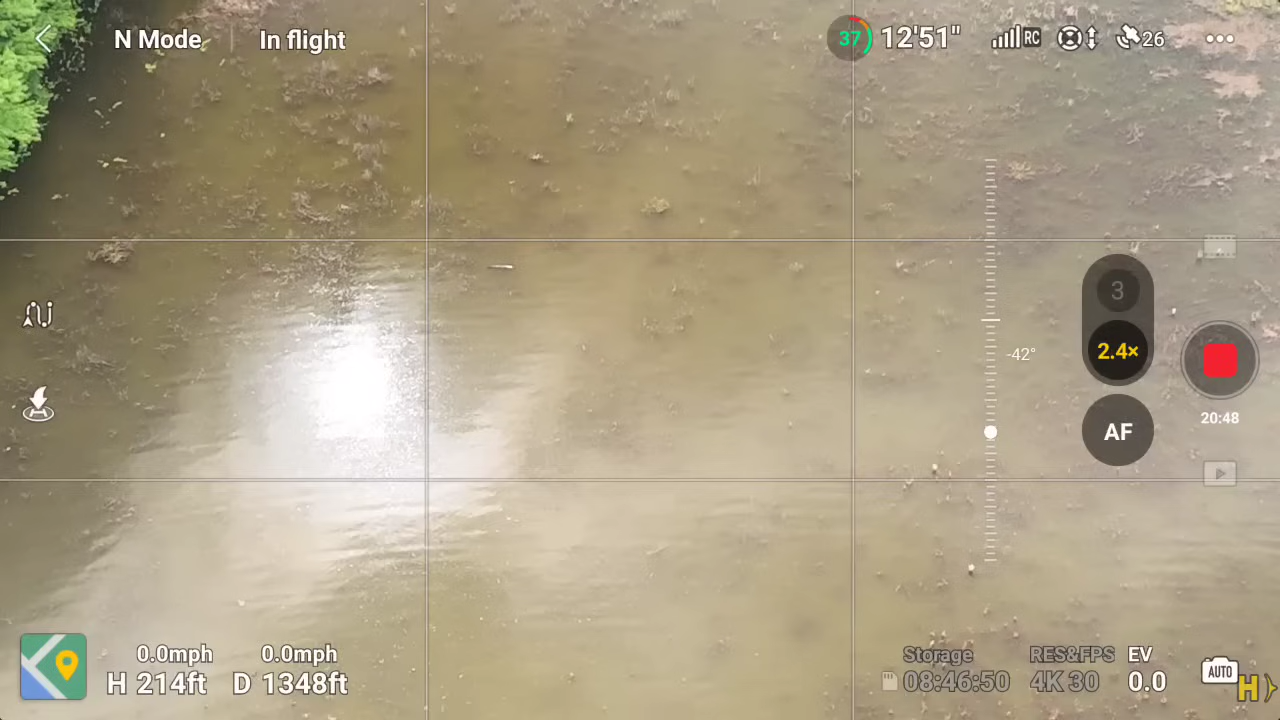 N Mode
In flight
37
12'51"
RC
26
3
-42°
2.4×
AF
20:48
0.0mph
0.0mph
H 214ft
D 1348ft
Storage
08:46:50
RES&FPS
4K 30
EV
0.0
AUTO
H